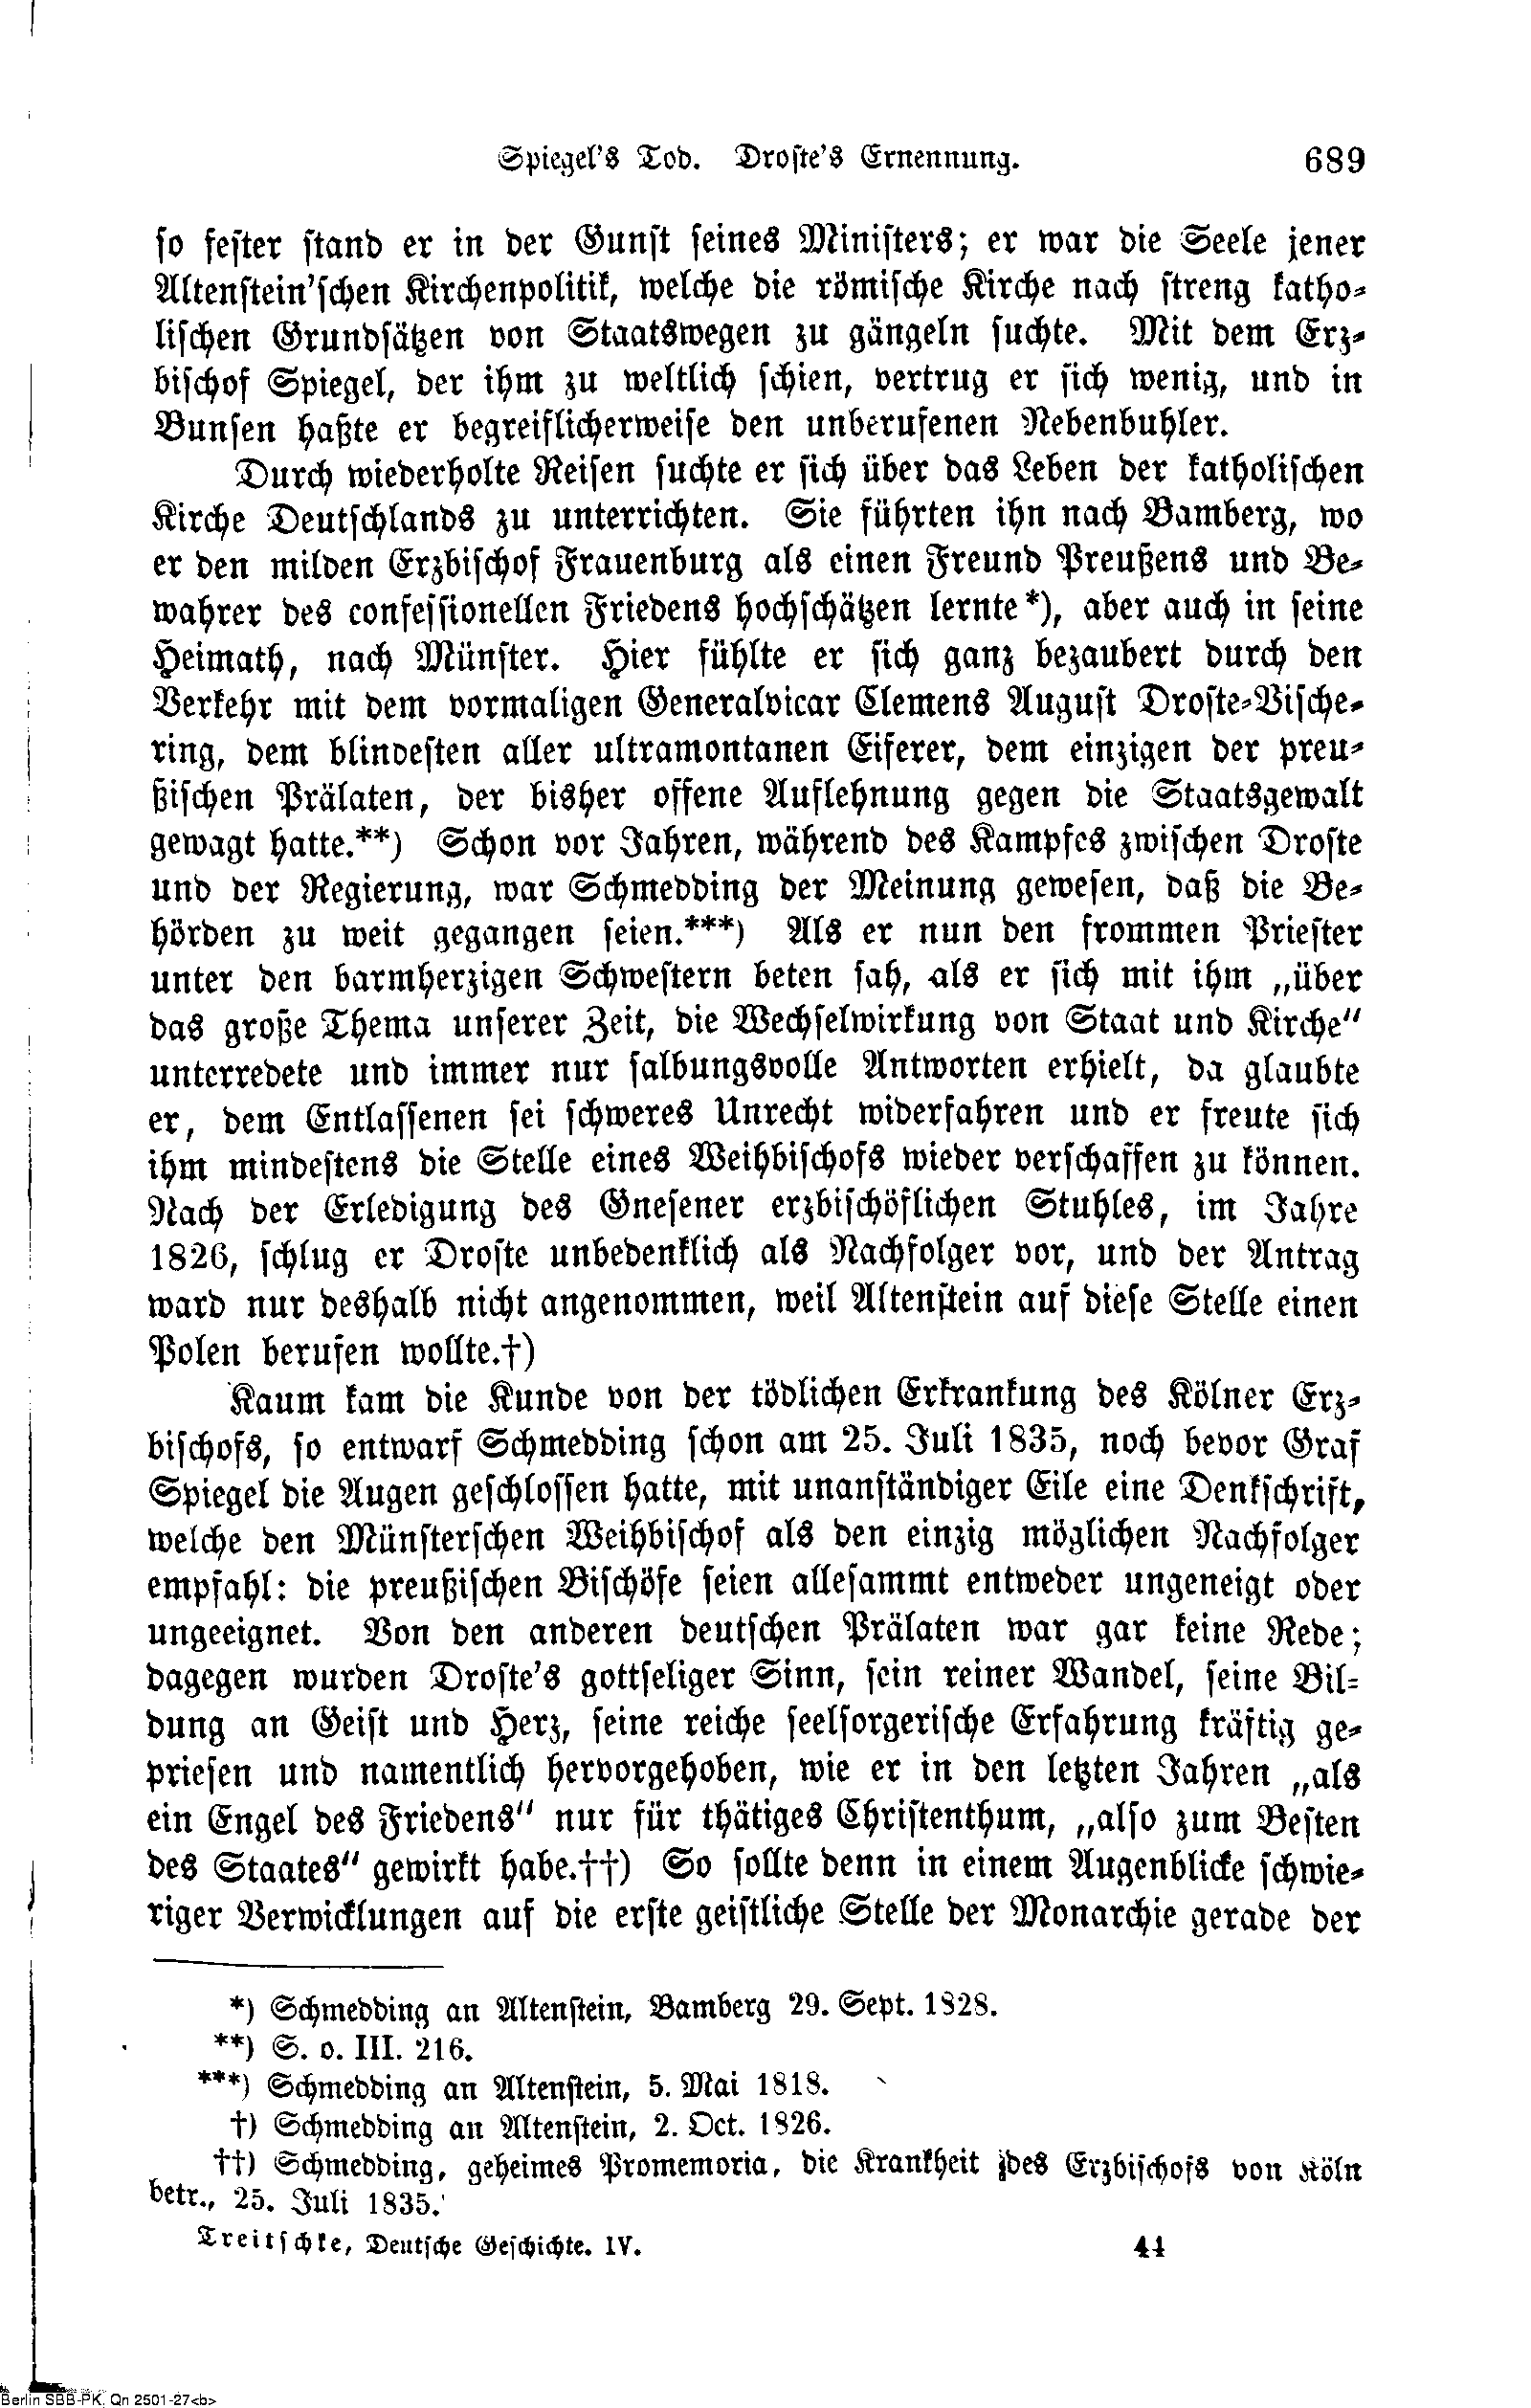 Spiegel's Tod. Droste's Ernennung. 689
so fester stand er in der Gunst seines Ministers; er war die Seele jener
Altenstein'schen Kirchenpolitik, welche die römische Kirche nach streng katho-
lischen Grundsätzen von Staatswegen zu gängeln suchte. Mit dem Erz-
bischof Spiegel, der ihm zu weltlich schien, vertrug er sich wenig, und in
Bunsen haßte er begreiflicherweise den unberufenen Nebenbuhler.
Durch wiederholte Reisen suchte er sich über das Leben der katholischen
Kirche Deutschlands zu unterrichten. Sie führten ihn nach Bamberg, wo
er den milden Erzbischof Frauenburg als einen Freund Preußens und Be-
wahrer des confessionellen Friedens hochschätzen lernte*), aber auch in seine
Heimath, nach Münster. Hier fühlte er sich ganz bezaubert durch den
Verkehr mit dem vormaligen Generalvicar Clemens August Droste-Vische-
ring, dem blindesten aller ultramontanen Eiferer, dem einzigen der preu-
ßischen Prälaten, der bisher offene Auflehnung gegen die Staatsgewalt
gewagt hatte.**) Schon vor Jahren, während des Kampfes zwischen Droste
und der Regierung, war Schmedding der Meinung gewesen, daß die Be-
hörden zu weit gegangen seien.***) Als er nun den frommen Priester
unter den barmherzigen Schwestern beten sah, als er sich mit ihm „über
das große Thema unserer Zeit, die Wechselwirkung von Staat und Kirche“
unterredete und immer nur salbungsvolle Antworten erhielt, da glaubte
er, dem Entlassenen sei schweres Unrecht widerfahren und er freute sich
ihm mindestens die Stelle eines Weihbischofs wieder verschaffen zu können.
Nach der Erledigung des Gnesener erzbischöflichen Stuhles, im Jahre
1826, schlug er Droste unbedenklich als Nachfolger vor, und der Antrag
ward nur deshalb nicht angenommen, weil Altenstein auf diese Stelle einen
Polen berufen wollte.†)
Kaum kam die Kunde von der tödlichen Erkrankung des Kölner Erz-
bischofs, so entwarf Schmedding schon am 25. Juli 1835, noch bevor Graf
Spiegel die Augen geschlossen hatte, mit unanständiger Eile eine Denkschrift,
welche den Münsterschen Weihbischof als den einzig möglichen Nachfolger
empfahl: die preußischen Bischöfe seien allesammt entweder ungeneigt oder
ungeeignet. Von den anderen deutschen Prälaten war gar keine Rede;
dagegen wurden Droste's gottseliger Sinn, sein reiner Wandel, seine Bil-
dung an Geist und Herz, seine reiche seelsorgerische Erfahrung kräftig ge-
priesen und namentlich hervorgehoben, wie er in den letzten Jahren „als
ein Engel des Friedens“ nur für thätiges Christenthum, „also zum Besten
des Staates“ gewirkt habe.††) So sollte denn in einem Augenblicke schwie-
riger Verwicklungen auf die erste geistliche Stelle der Monarchie gerade der
*) Schmedding an Altenstein, Bamberg 29. Sept. 1828.
**) S. o. III. 216.
***) Schmedding an Altenstein, 5. Mai 1818.
†) Schmedding an Altenstein, 2. Oct. 1826.
††) Schmedding, geheimes Promemoria, die Krankheit des Erzbischofs von Köln
betr., 25. Juli 1835.
Treitschke, Deutsche Geschichte. IV. 44
Berlin SBB-PK, Qn 2501-27<b>